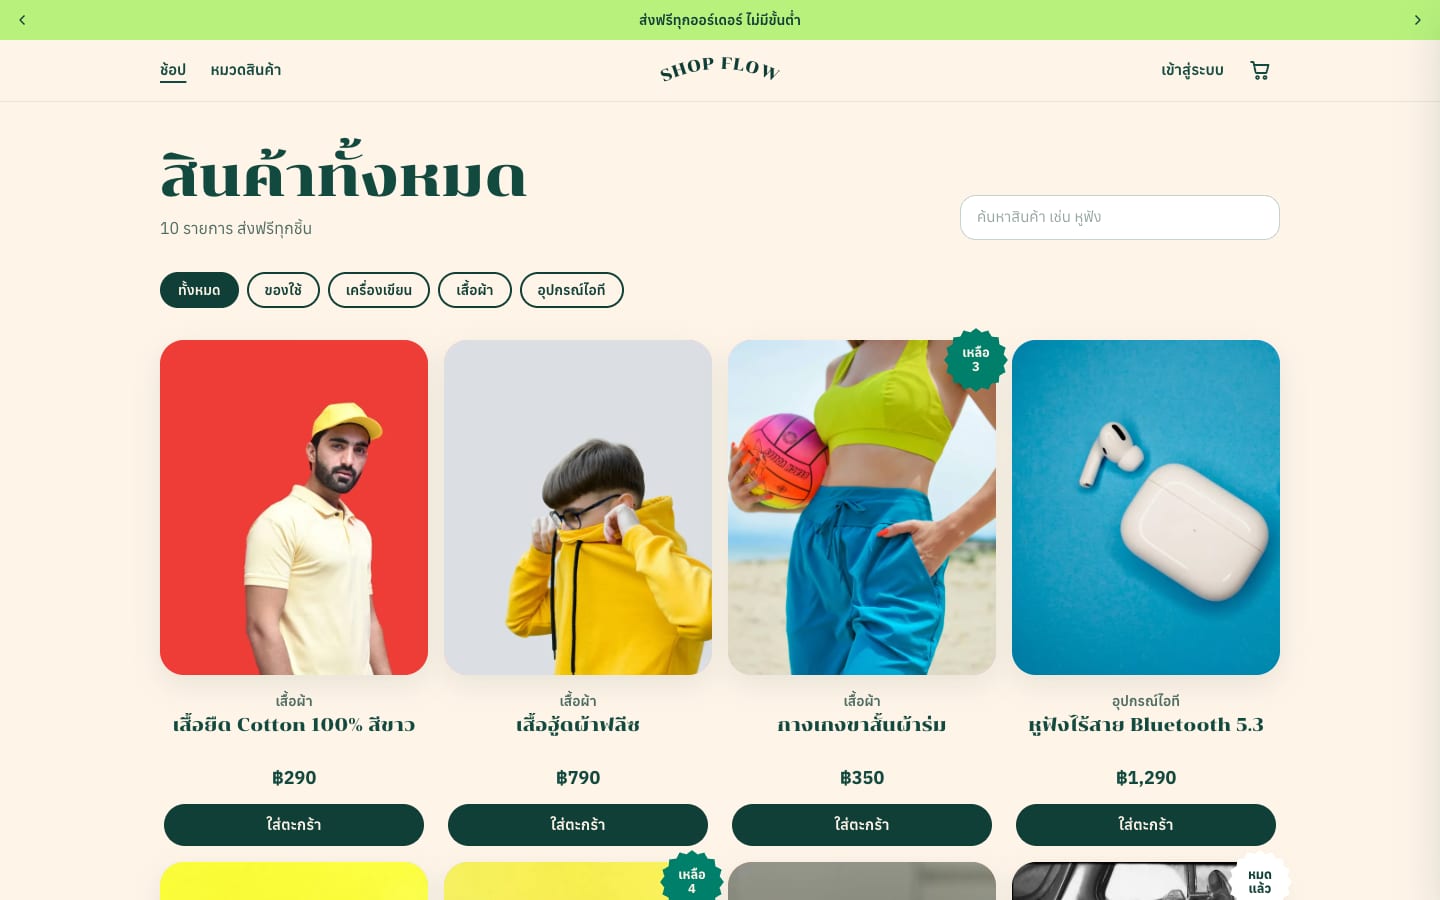 ส่งฟรีทุกออร์เดอร์ ไม่มีขั้นต่ำ
ช้อป หมวดสินค้า SHOP FLOW เข้าสู่ระบบ
สินค้าทั้งหมด
10 รายการ ส่งฟรีทุกชิ้น
ค้นหาสินค้า เช่น หูฟัง
ทั้งหมด ของใช้ เครื่องเขียน เสื้อผ้า อุปกรณ์ไอที
เหลือ
3
เสื้อผ้า เสื้อผ้า เสื้อผ้า อุปกรณ์ไอที
เสื้อยืด Cotton 100% สีขาว เสื้อฮู้ดผ้าฟลีซ กางเกงขาสั้นผ้าร่ม หูฟังไร้สาย Bluetooth 5.3
฿290 ฿790 ฿350 ฿1,290
ใส่ตะกร้า ใส่ตะกร้า ใส่ตะกร้า ใส่ตะกร้า
เหลือ หมด
4 แล้ว